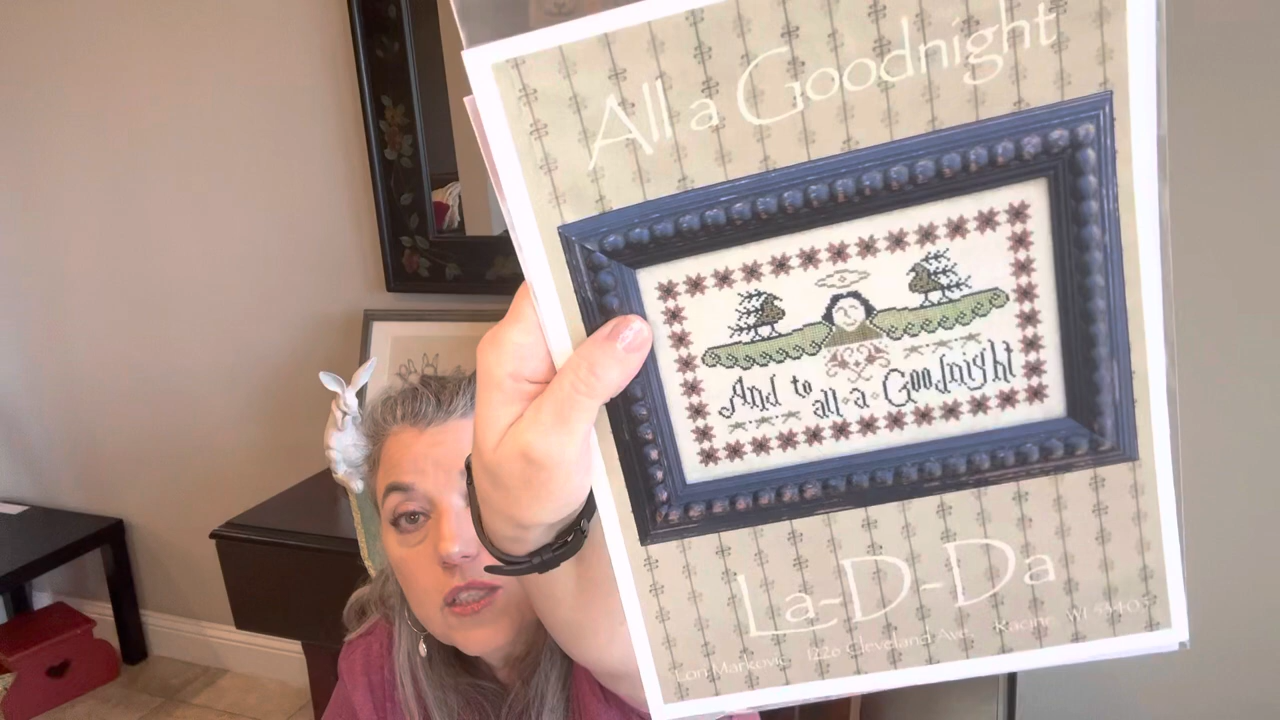 All a Goodnight
And to
all a Goodnight
La-D-Da
Lori Markovic 1226 Cleveland Ave. Racine, WI 53405